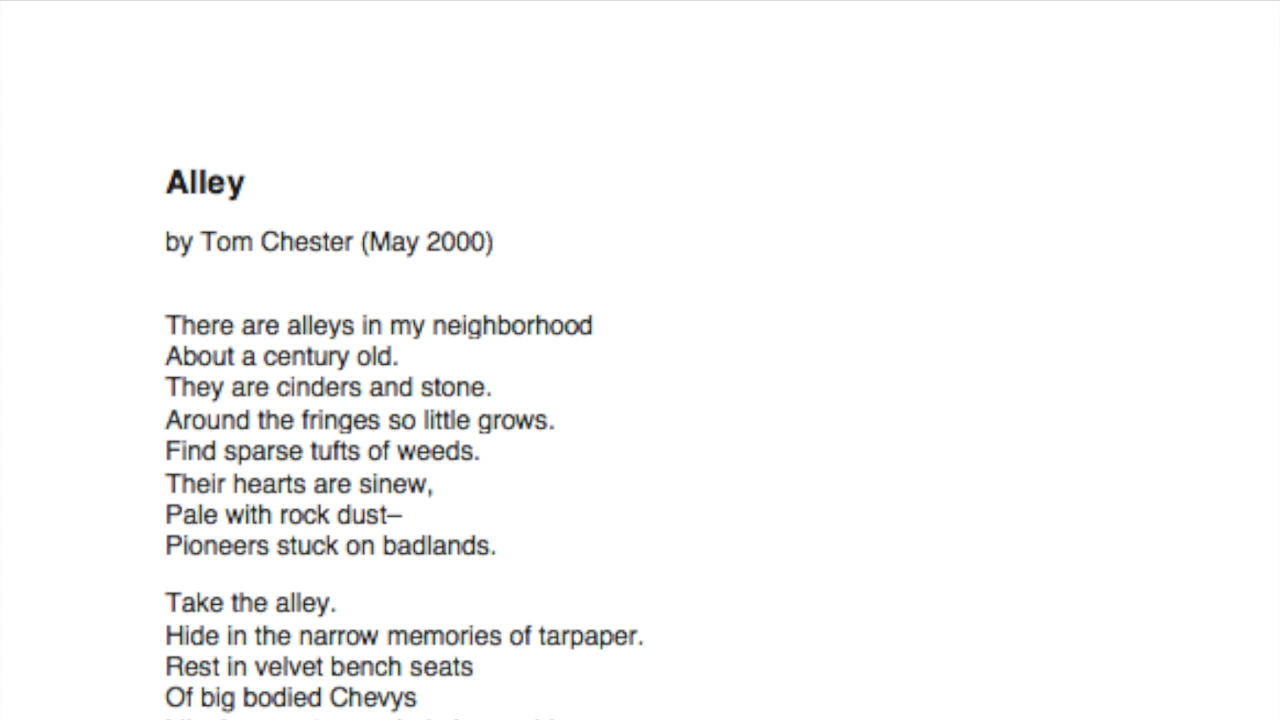 Alley
by Tom Chester (May 2000)
There are alleys in my neighborhood
About a century old.
They are cinders and stone.
Around the fringes so little grows.
Find sparse tufts of weeds.
Their hearts are sinew,
Pale with rock dust–
Pioneers stuck on badlands.
Take the alley.
Hide in the narrow memories of tarpaper.
Rest in velvet bench seats
Of big bodied Chevys